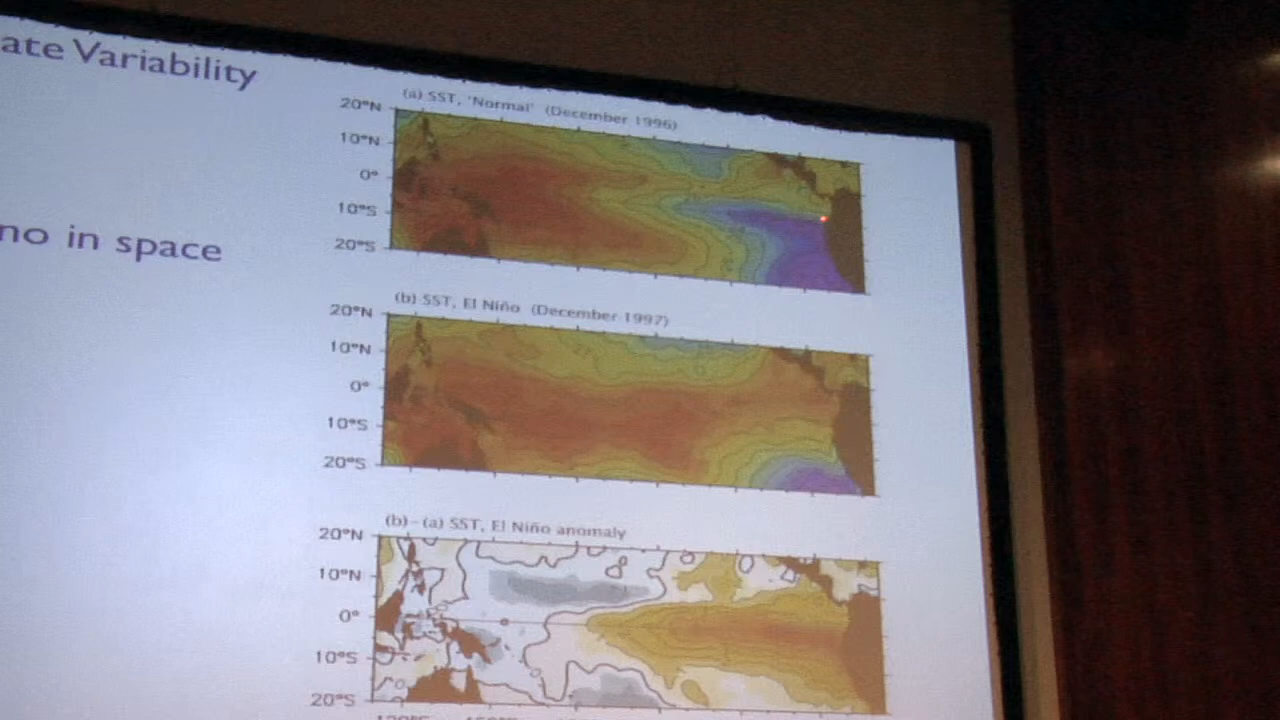 ate Variability
no in space
(a) SST, 'Normal' (December 1996)
20°N
10°N
0°
10°S
20°S
(b) SST, El Niño (December 1997)
20°N
10°N
0°
10°S
20°S
(b) - (a) SST, El Niño anomaly
20°N
10°N
0°
10°S
20°S